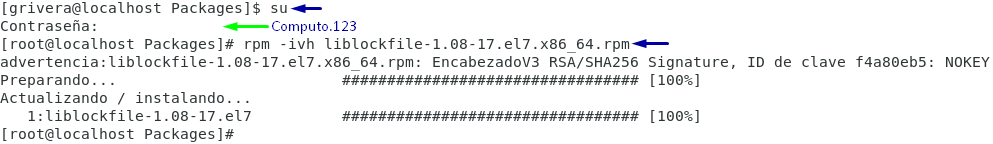 [grivera@localhost Packages]$ su
Contraseña: Computo.123
[root@localhost Packages]# rpm -ivh liblockfile-1.08-17.el7.x86_64.rpm
advertencia:liblockfile-1.08-17.el7.x86_64.rpm: EncabezadoV3 RSA/SHA256 Signature, ID de clave f4a80eb5: NOKEY
Preparando... ################################# [100%]
Actualizando / instalando...
1:liblockfile-1.08-17.el7 ################################# [100%]
[root@localhost Packages]#